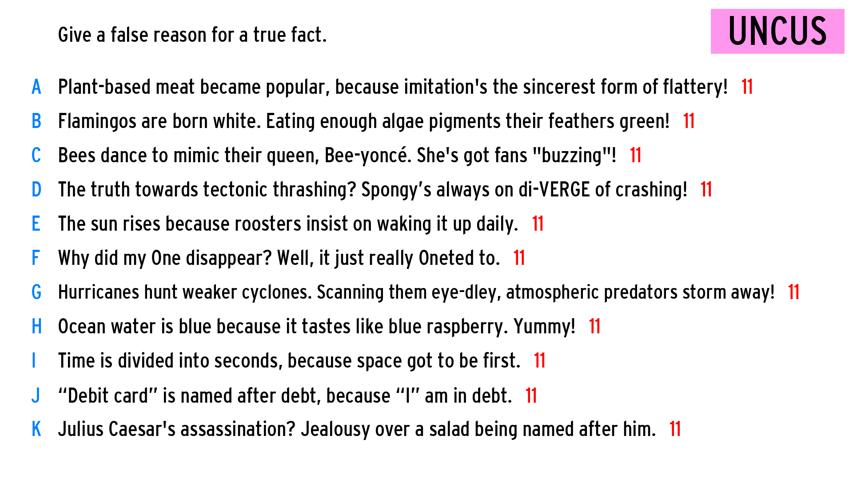 Give a false reason for a true fact.
UNCUS
A Plant-based meat became popular, because imitation's the sincerest form of flattery! 11
B Flamingos are born white. Eating enough algae pigments their feathers green! 11
C Bees dance to mimic their queen, Bee-yoncé. She's got fans "buzzing"! 11
D The truth towards tectonic thrashing? Spongy’s always on di-VERGE of crashing! 11
E The sun rises because roosters insist on waking it up daily. 11
F Why did my One disappear? Well, it just really Oneted to. 11
G Hurricanes hunt weaker cyclones. Scanning them eye-dley, atmospheric predators storm away! 11
H Ocean water is blue because it tastes like blue raspberry. Yummy! 11
I Time is divided into seconds, because space got to be first. 11
J “Debit card” is named after debt, because “I” am in debt. 11
K Julius Caesar's assassination? Jealousy over a salad being named after him. 11